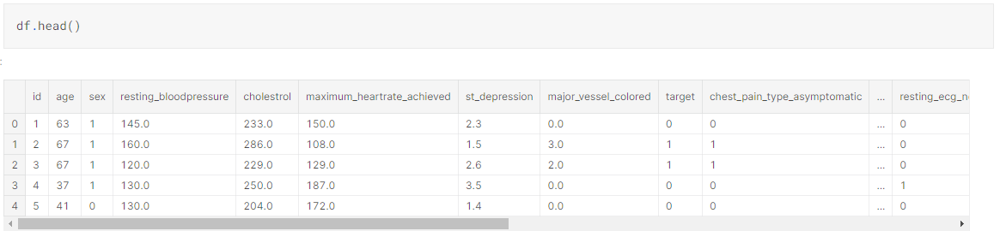 df.head()
:
id age sex resting_bloodpressure cholestrol maximum_heartrate_achieved st_depression major_vessel_colored target chest_pain_type_asymptomatic ... resting_ecg_n
0 1 63 1 145.0 233.0 150.0 2.3 0.0 0 0 ... 0
1 2 67 1 160.0 286.0 108.0 1.5 3.0 1 1 ... 0
2 3 67 1 120.0 229.0 129.0 2.6 2.0 1 1 ... 0
3 4 37 1 130.0 250.0 187.0 3.5 0.0 0 0 ... 1
4 5 41 0 130.0 204.0 172.0 1.4 0.0 0 0 ... 0